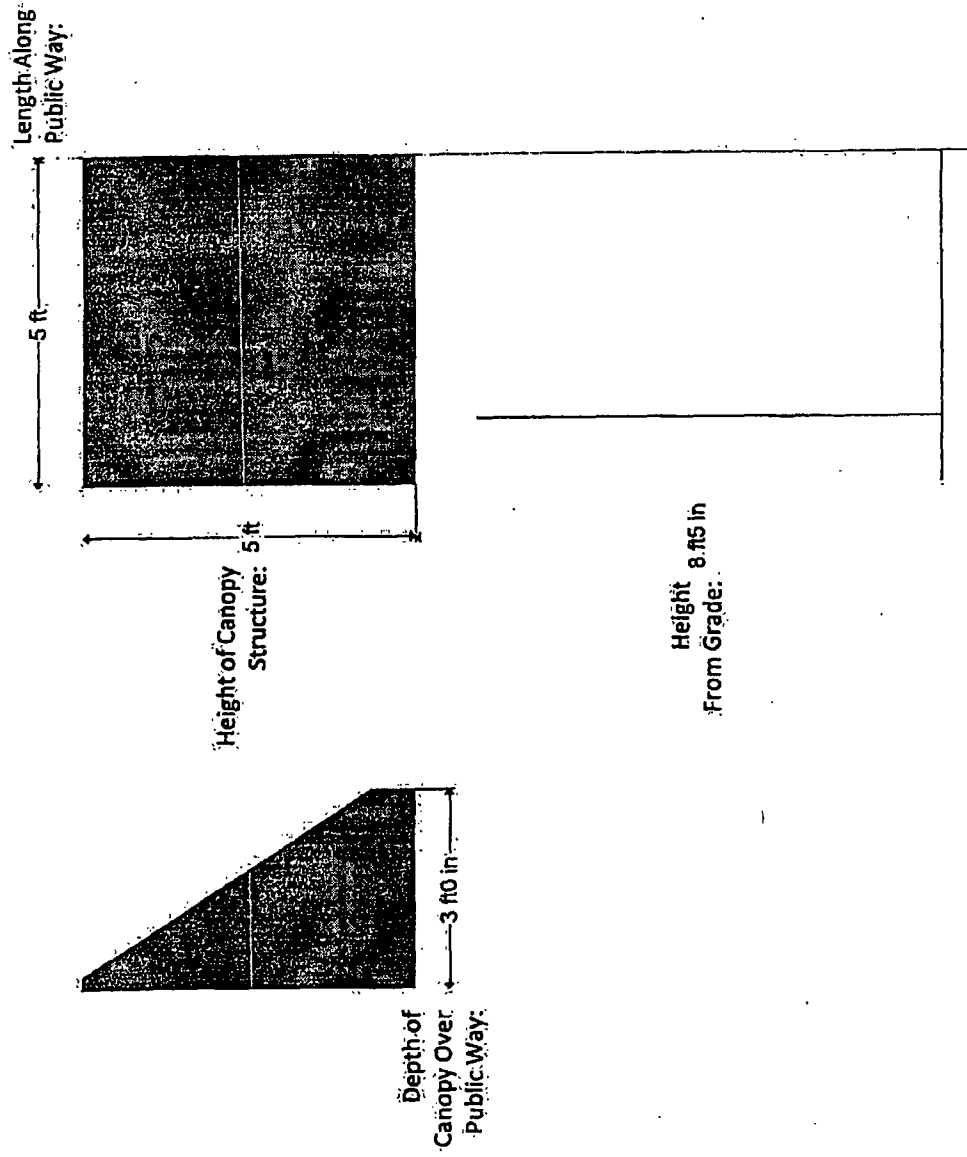 Length Along
Public Way:
5 ft
Height of Canopy
Structure:
5 ft
Height
From Grade:
8 ft5 in
3 ft0 in
Depth of
Canopy Over
Public Way: